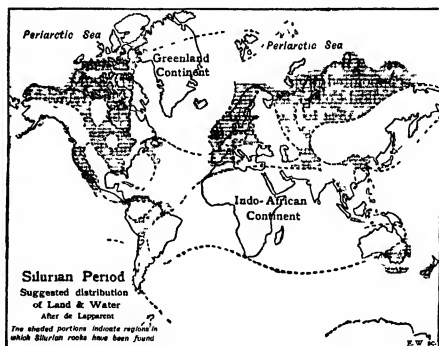 Periarctic Sea
Periarctic Sea
Greenland
Continent
Indo-African
Continent
Silurian Period
Suggested distribution
of Land & Water
After de Lapparent
The shaded portions indicate regions in
which Silurian rocks have been found
E.W sc.